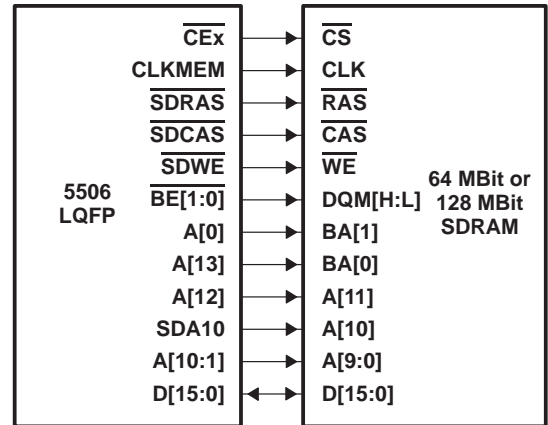 CEx CS
CLKMEM CLK
SDRAS RAS
SDCAS CAS
SDWE WE
5506
LQFP
64 MBit or
128 MBit
SDRAM
BE[1:0] DQM[H:L]
A[0] BA[1]
A[13] BA[0]
A[12] A[11]
SDA10 A[10]
A[10:1] A[9:0]
D[15:0] D[15:0]